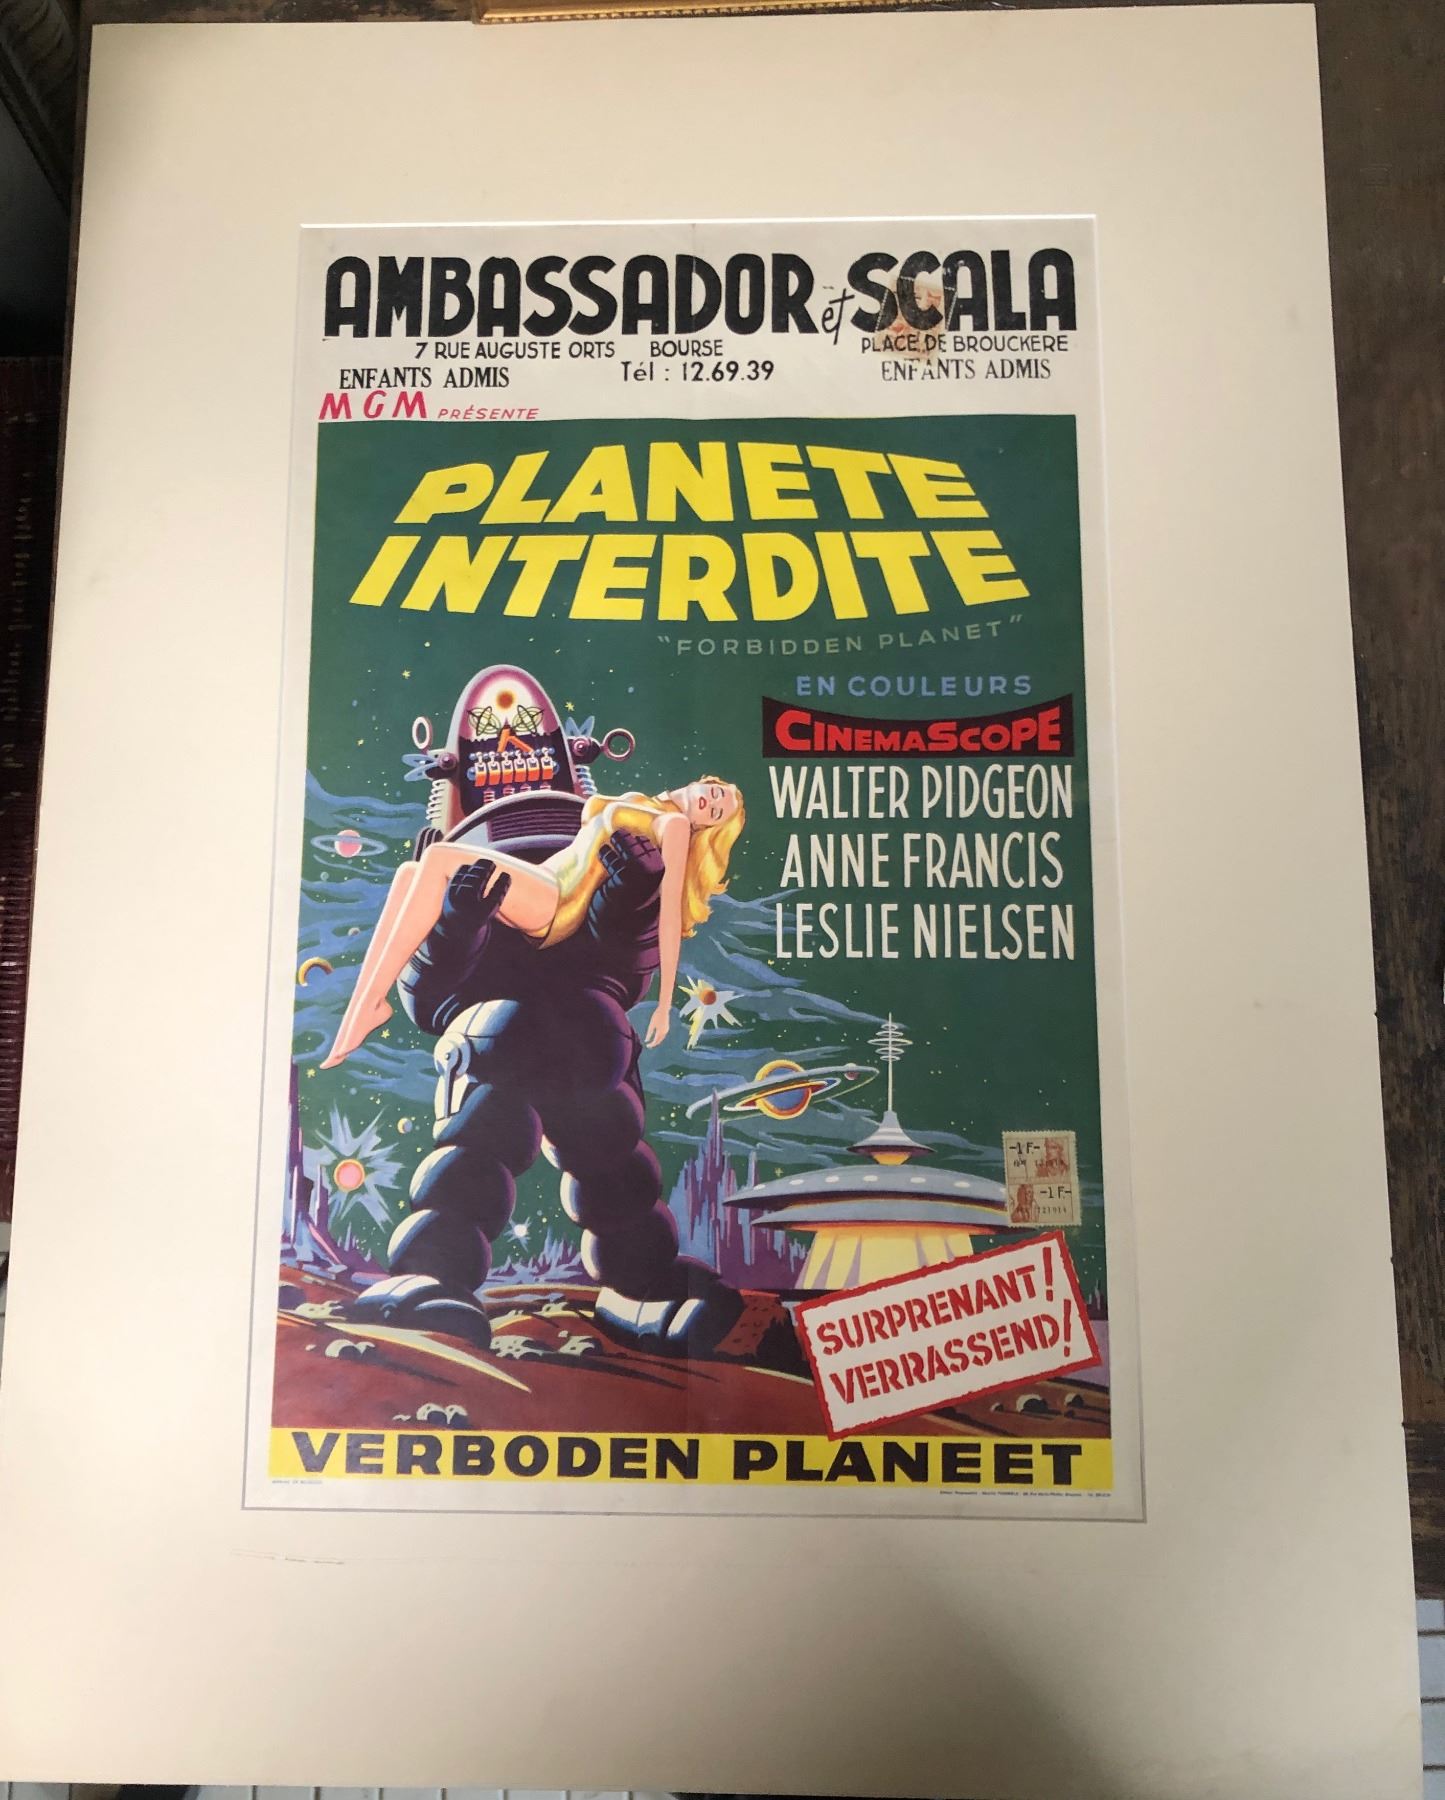 AMBASSADOR et SCALA
7 RUE AUGUSTE ORTS BOURSE PLACE DE BROUCKERE
ENFANTS ADMIS Tél : 12.69.39 ENFANTS ADMIS
MGM PRÉSENTE
PLANETE
INTERDITE
"FORBIDDEN PLANET"
EN COULEURS
CINEMASCOPE
WALTER PIDGEON
ANNE FRANCIS
LESLIE NIELSEN
-1 F-
-1 F-
SURPRENANT!
VERRASSEND!
VERBODEN PLANEET